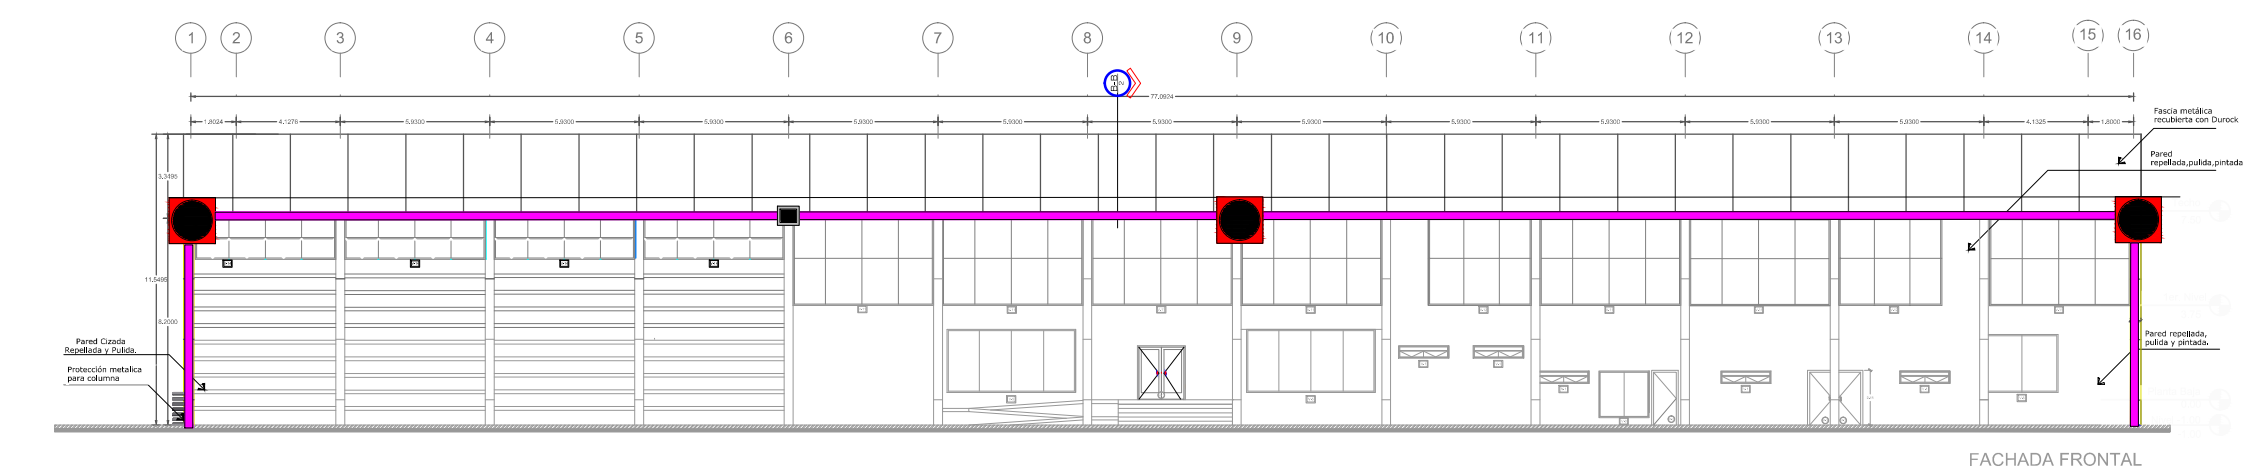 1 2 3 4 5 6 7 8 9 10 11 12 13 14 15 16
B-B
2
77.0924
1.8024 4.1276 5.9300 5.9300 5.9300 5.9300 5.9300 5.9300 5.9300 5.9300 5.9300 5.9300 5.9300 4.1325 1.8000
Fascia metálica
recubierta con Durock
Pared
repellada,pulida,pintada
3.3495
11.5495
8.2000
Pared Cizada
Repellada y Pulida.
Protección metalica
para columna
Pared repellada,
pulida y pintada.
FACHADA FRONTAL